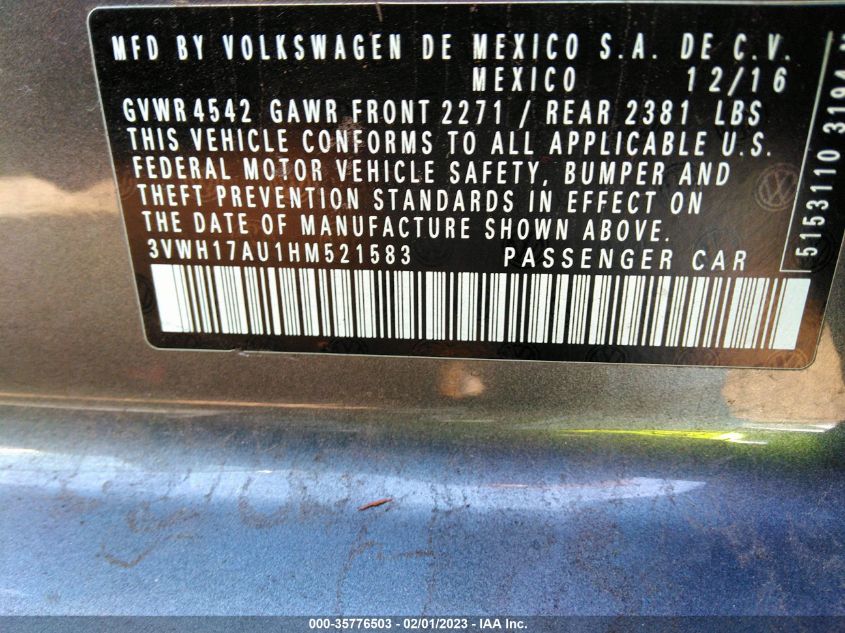 MFD BY VOLKSWAGEN DE MEXICO S.A. DE C.V.
MEXICO 12/16
GVWR 4542 GAWR FRONT 2271 / REAR 2381 LBS
THIS VEHICLE CONFORMS TO ALL APPLICABLE U.S.
FEDERAL MOTOR VEHICLE SAFETY, BUMPER AND
THEFT PREVENTION STANDARDS IN EFFECT ON
THE DATE OF MANUFACTURE SHOWN ABOVE.
3VWH17AU1HM521583 PASSENGER CAR
5153110 3194
000-35776503 - 02/01/2023 - © IAA Inc.